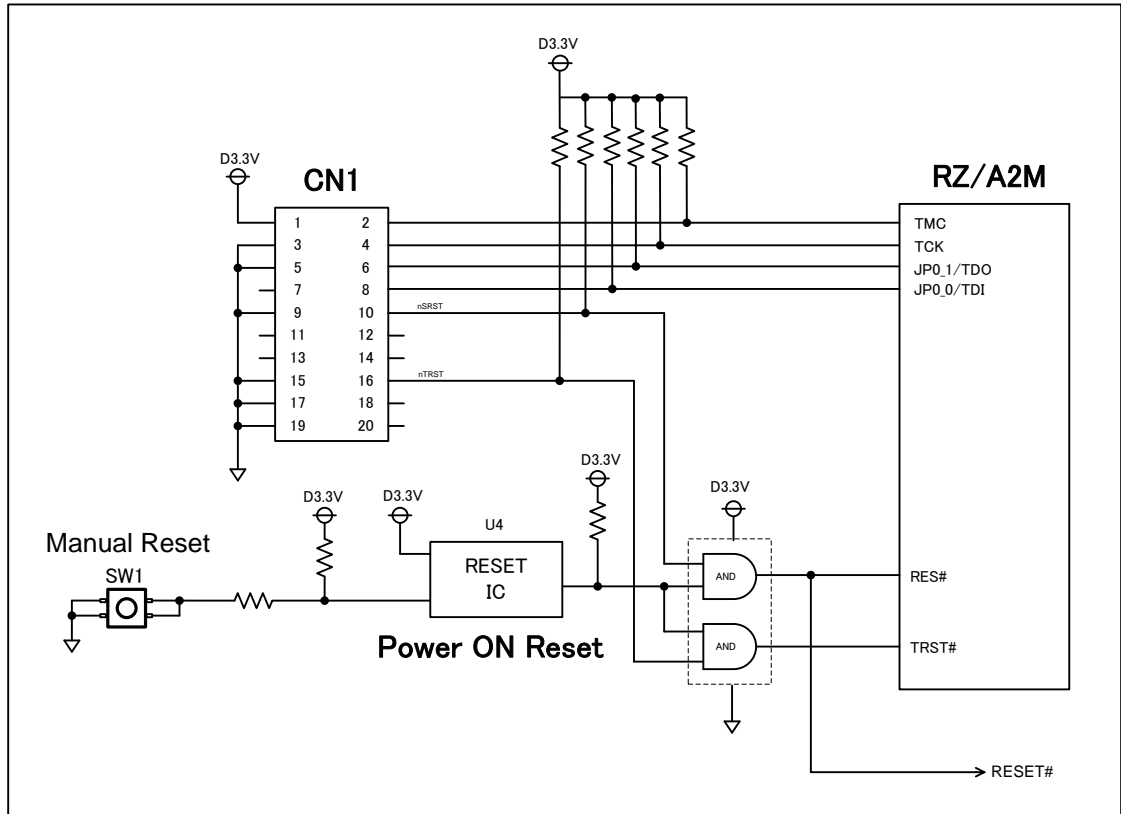 D3.3V
D3.3V
CN1
RZ/A2M
1 2
3 4
5 6
7 8
9 10
11 12
13 14
15 16
17 18
19 20
nSRST
nTRST
TMC
TCK
JP0_1/TDO
JP0_0/TDI
D3.3V
D3.3V
D3.3V
D3.3V
U4
Manual Reset
SW1
RESET
IC
Power ON Reset
AND
AND
RES#
TRST#
RESET#